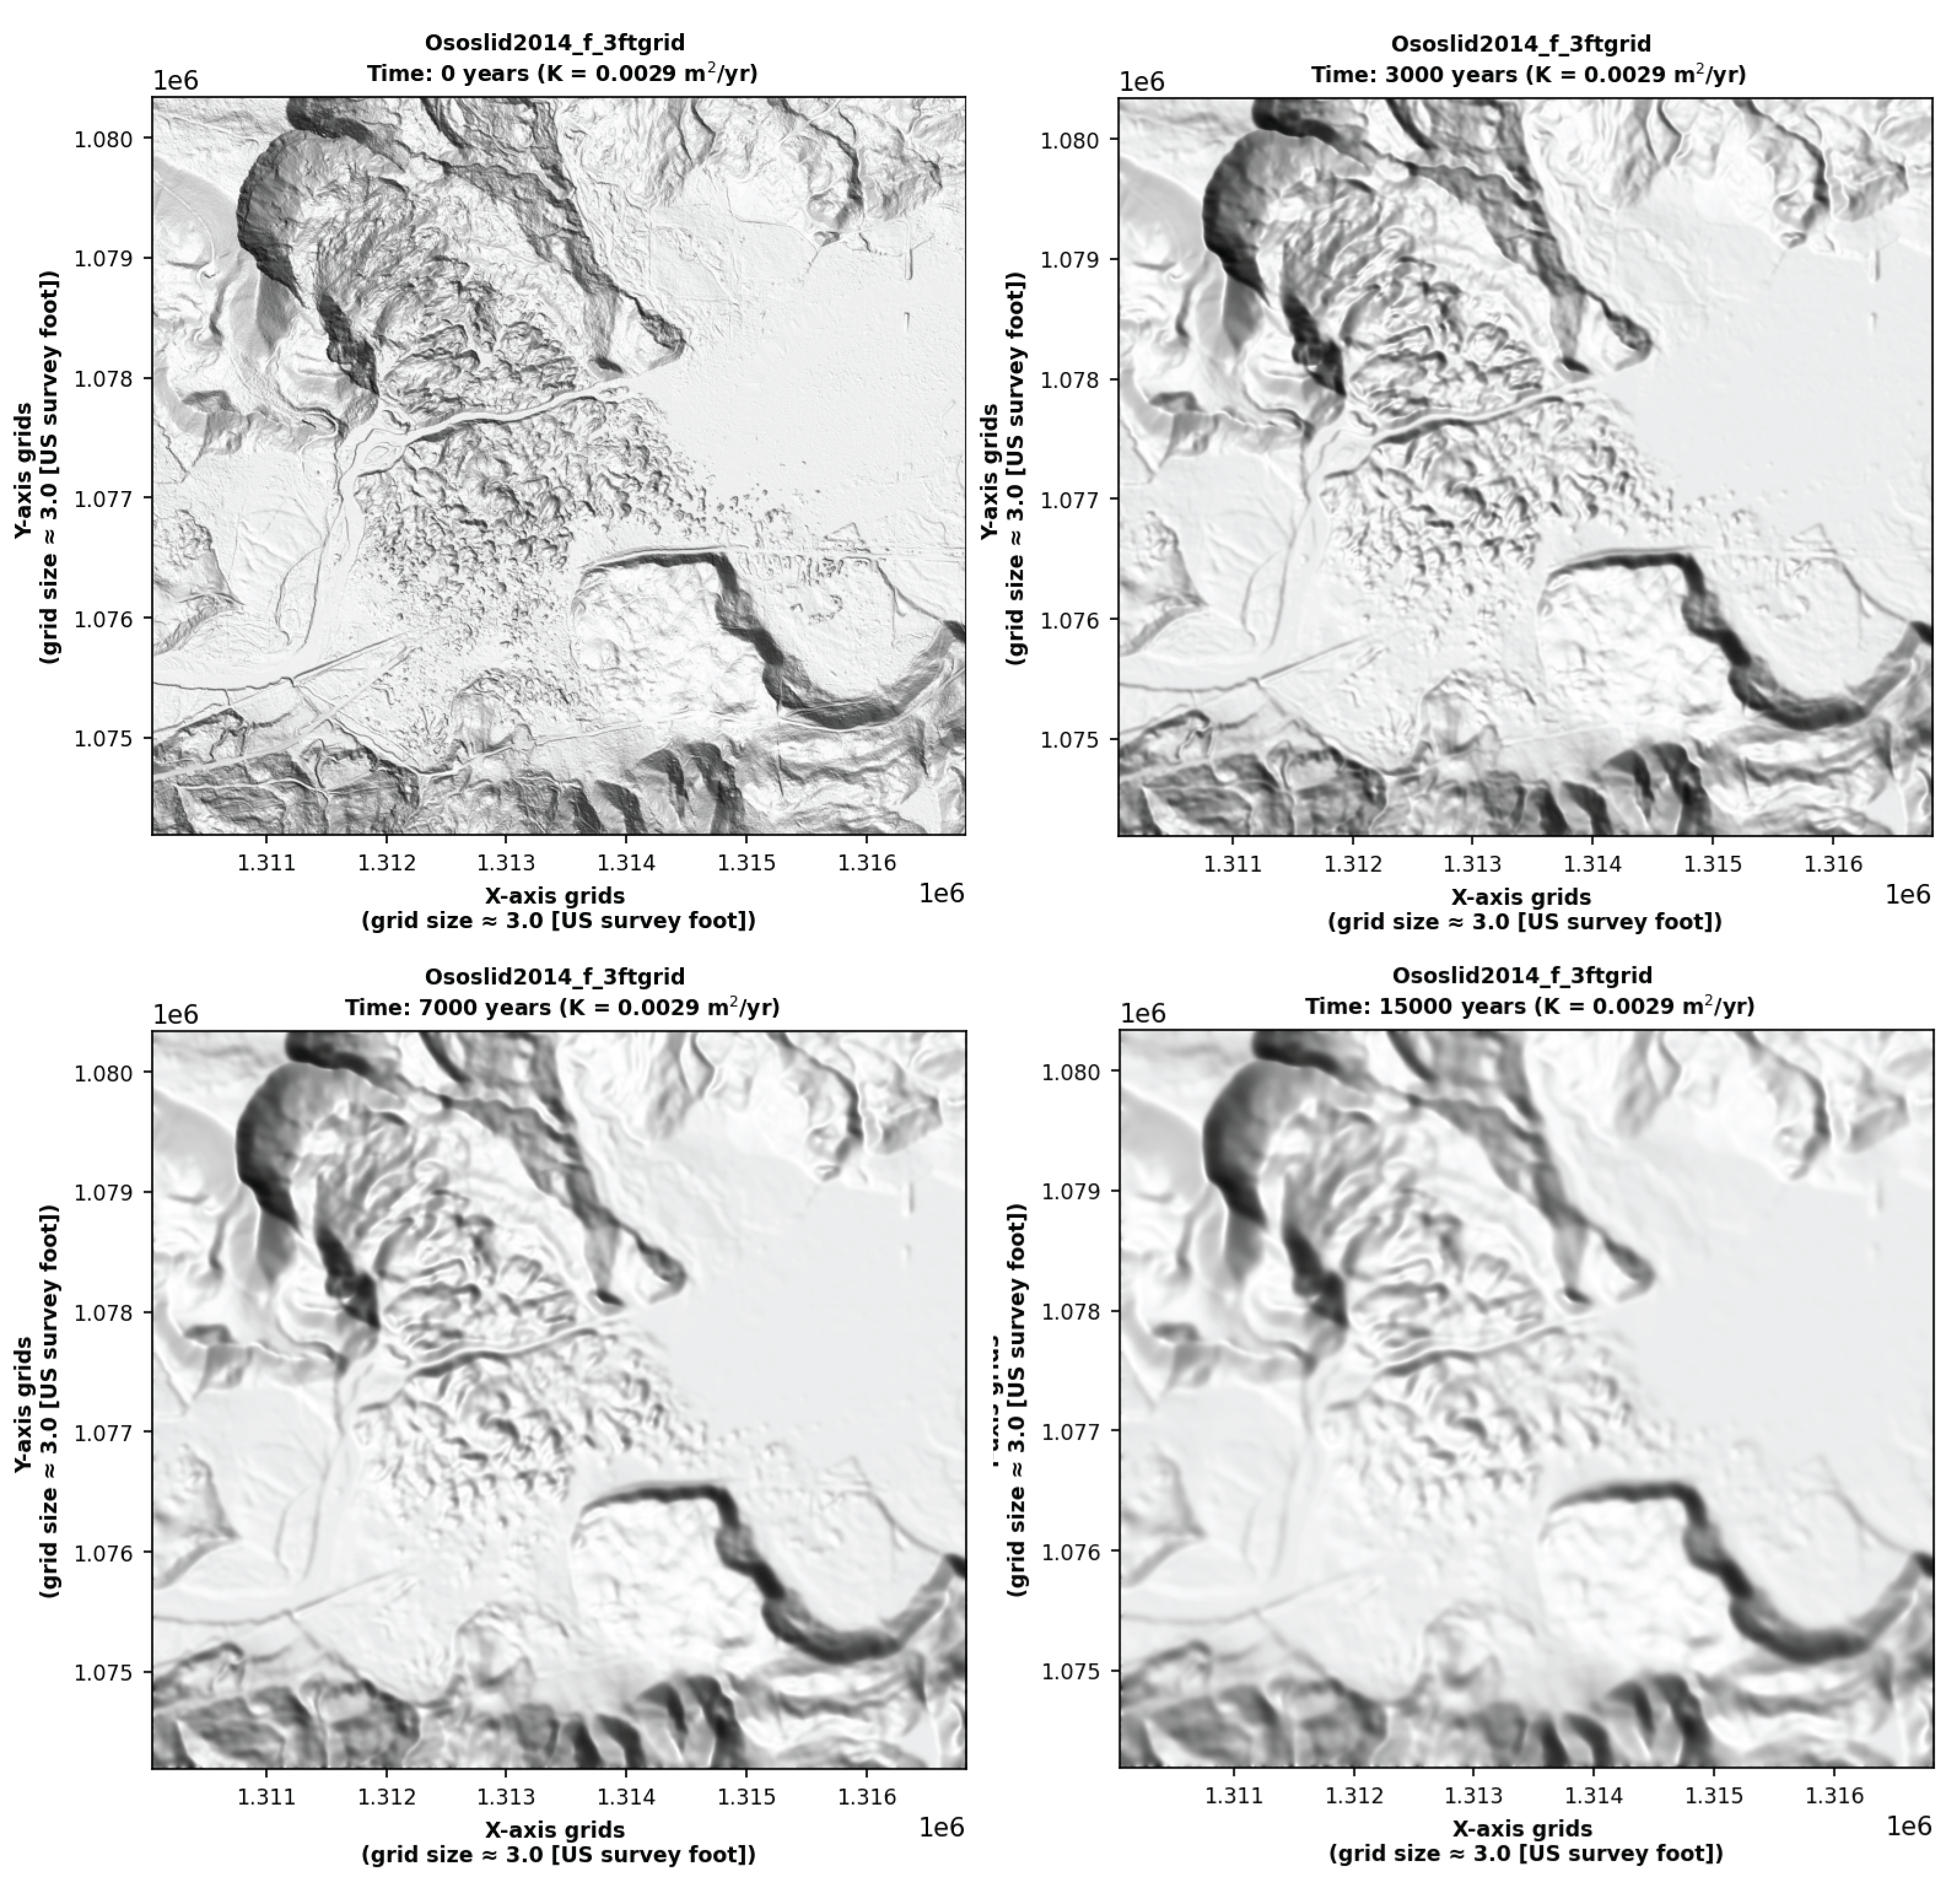 Ososlid2014_f_3ftgrid
Time: 0 years (K = 0.0029 m²/yr)
1e6
1.080
1.079
1.078
1.077
1.076
1.075
Y-axis grids
(grid size ≈ 3.0 [US survey foot])
1.311 1.312 1.313 1.314 1.315 1.316
1e6
X-axis grids
(grid size ≈ 3.0 [US survey foot])
Ososlid2014_f_3ftgrid
Time: 3000 years (K = 0.0029 m²/yr)
1e6
1.080
1.079
1.078
1.077
1.076
1.075
Y-axis grids
(grid size ≈ 3.0 [US survey foot])
1.311 1.312 1.313 1.314 1.315 1.316
1e6
X-axis grids
(grid size ≈ 3.0 [US survey foot])
Ososlid2014_f_3ftgrid
Time: 7000 years (K = 0.0029 m²/yr)
1e6
1.080
1.079
1.078
1.077
1.076
1.075
Y-axis grids
(grid size ≈ 3.0 [US survey foot])
1.311 1.312 1.313 1.314 1.315 1.316
1e6
X-axis grids
(grid size ≈ 3.0 [US survey foot])
Ososlid2014_f_3ftgrid
Time: 15000 years (K = 0.0029 m²/yr)
1e6
1.080
1.079
1.078
1.077
1.076
1.075
(grid size ≈ 3.0 [US survey foot])
1.311 1.312 1.313 1.314 1.315 1.316
1e6
X-axis grids
(grid size ≈ 3.0 [US survey foot])